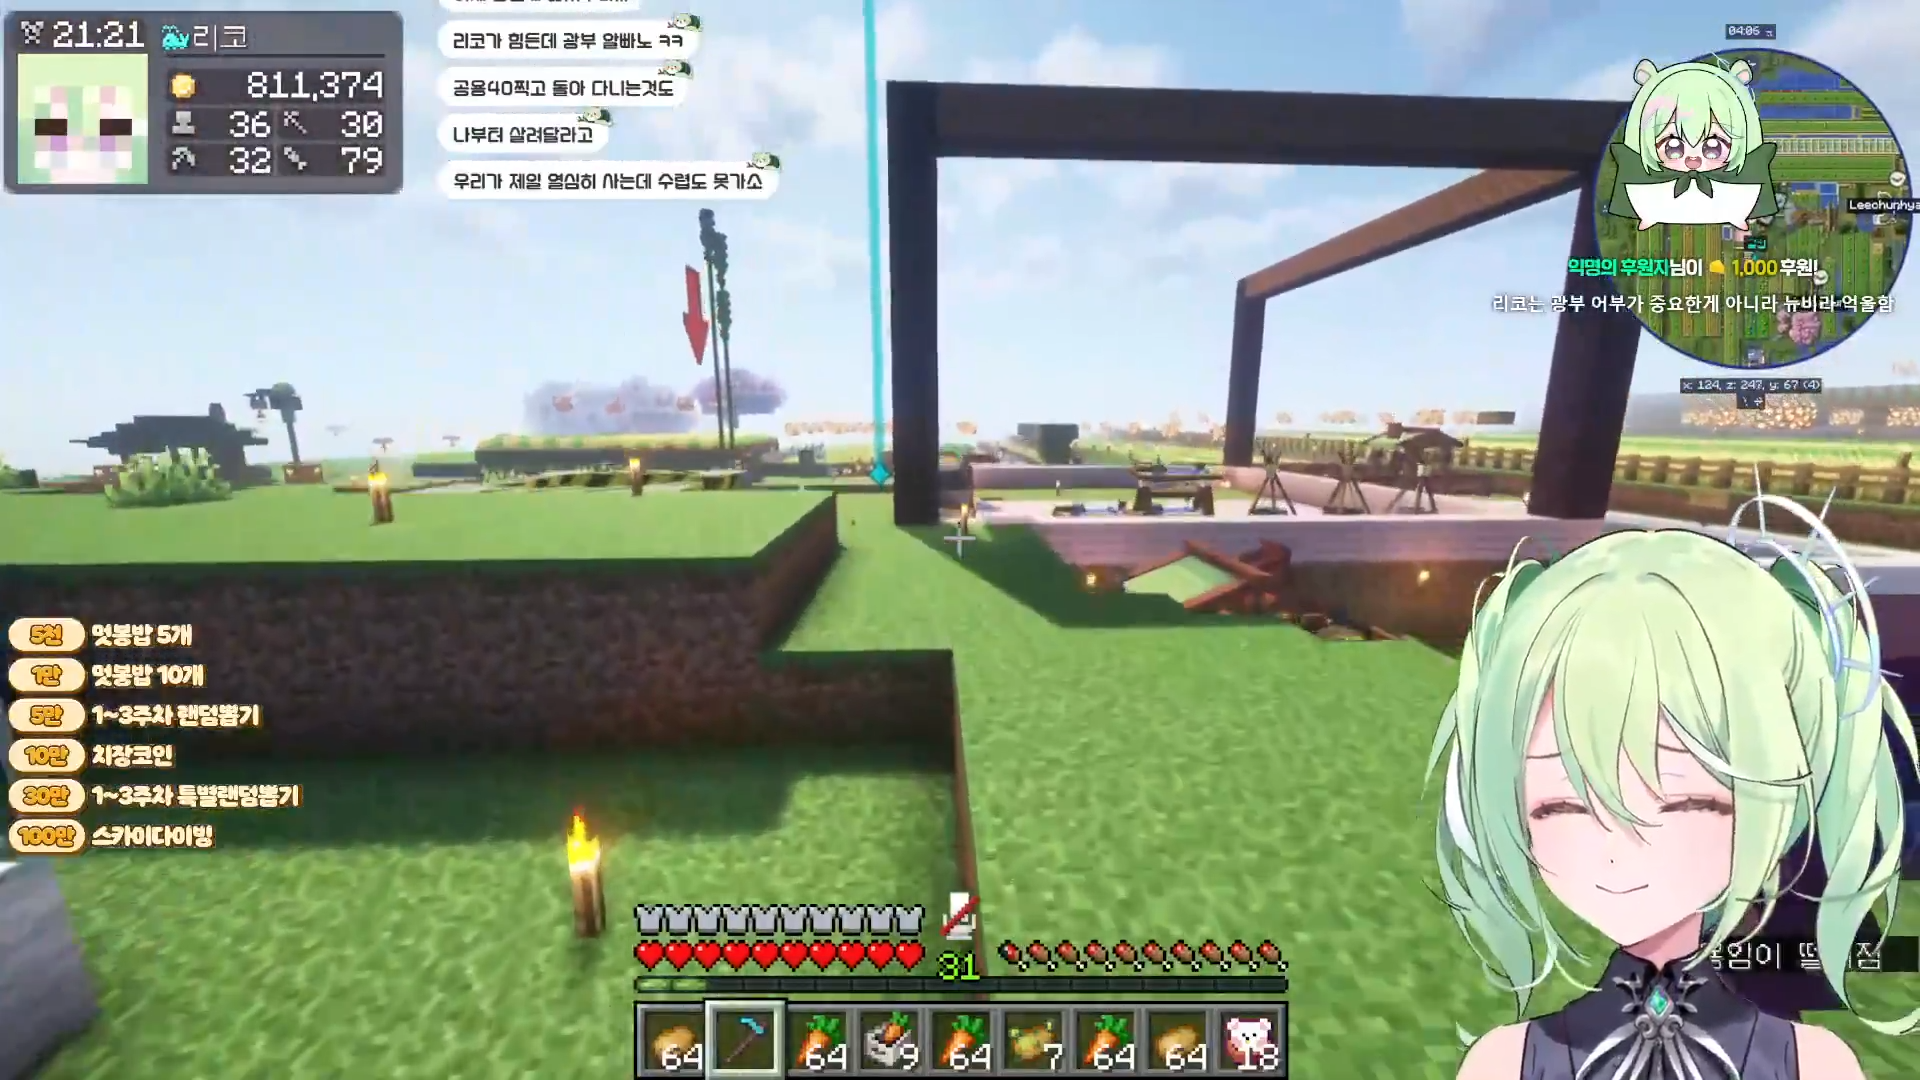 21:21 리코
811,374
36 30
32 79
리코가 힘든데 광부 알빠노 ㅋㅋ
공용40찍고 돌아 다니는것도
나부터 살려달라고
우리가 제일 열심히 사는데 수렵도 못가소
04:06
Leechunhya
익명의 후원자님이 1,000 후원!
리코는 광부 어부가 중요한게 아니라 뉴비라 억울함
x: 124, z: 247, y: 67 (4)
5천 멋봉밥 5개
1만 멋봉밥 10개
5만 1~3주차 랜덤뽑기
10만 치장코인
30만 1~3주차 특별랜덤뽑기
100만 스카이다이빙
31
64 64 9 64 7 64 64 18